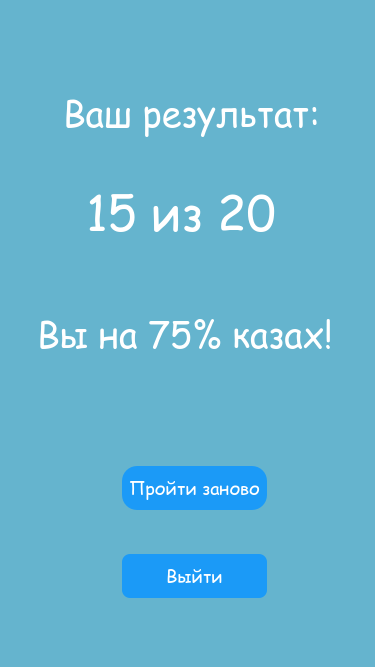 Ваш результат:
15 из 20
Вы на 75% казах!
Пройти заново
Выйти